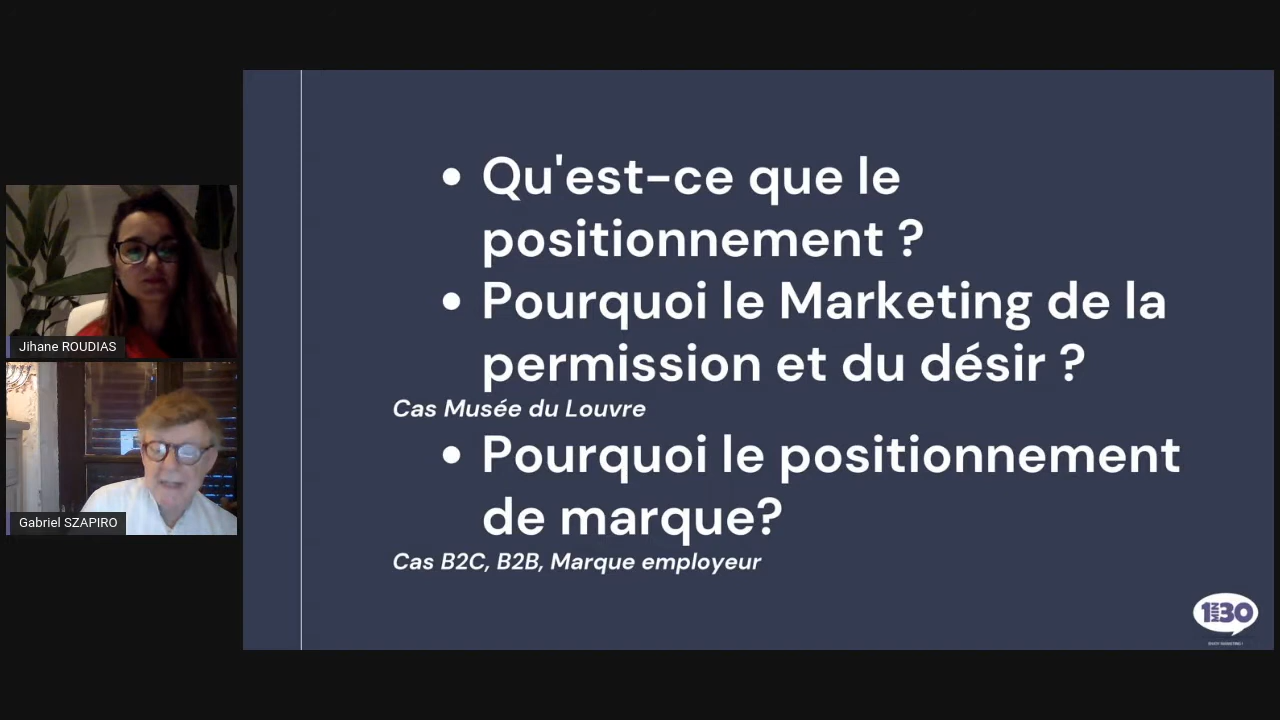 Qu'est-ce que le
positionnement ?
Pourquoi le Marketing de la
permission et du désir ?
Cas Musée du Louvre
Pourquoi le positionnement
de marque?
Cas B2C, B2B, Marque employeur
Jihane ROUDIAS
Gabriel SZAPIRO
1MIN30